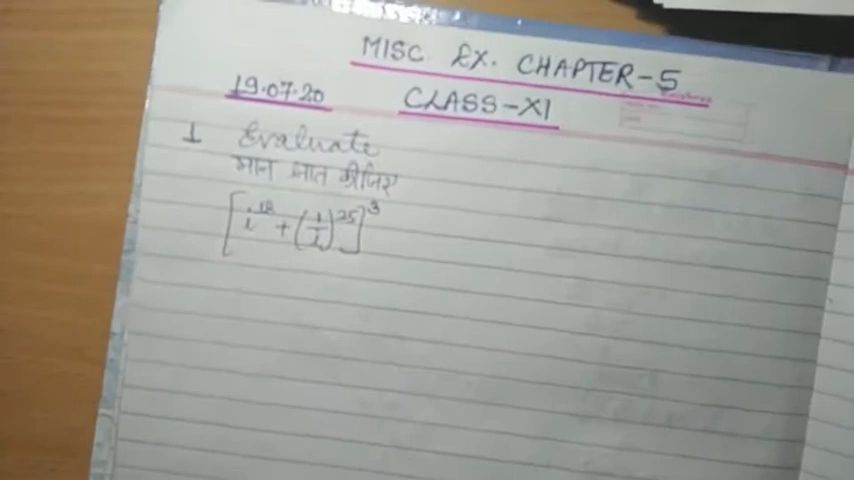 MISC EX. CHAPTER-5
19.07.20 CLASS-XI
1 Evaluate
मान ज्ञात कीजिए
[i^18 + (1/i)^25]^3